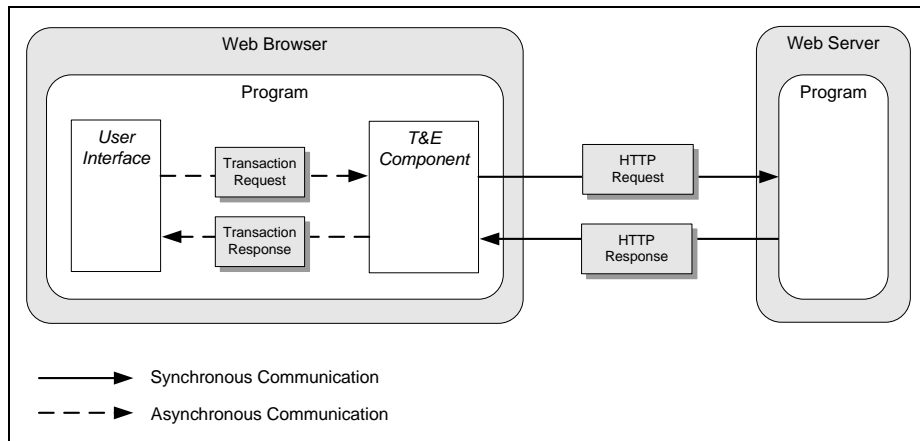 Web Browser
Web Server
Program
Program
User
Interface
T&E
Component
Transaction
Request
HTTP
Request
Transaction
Response
HTTP
Response
Synchronous Communication
Asynchronous Communication